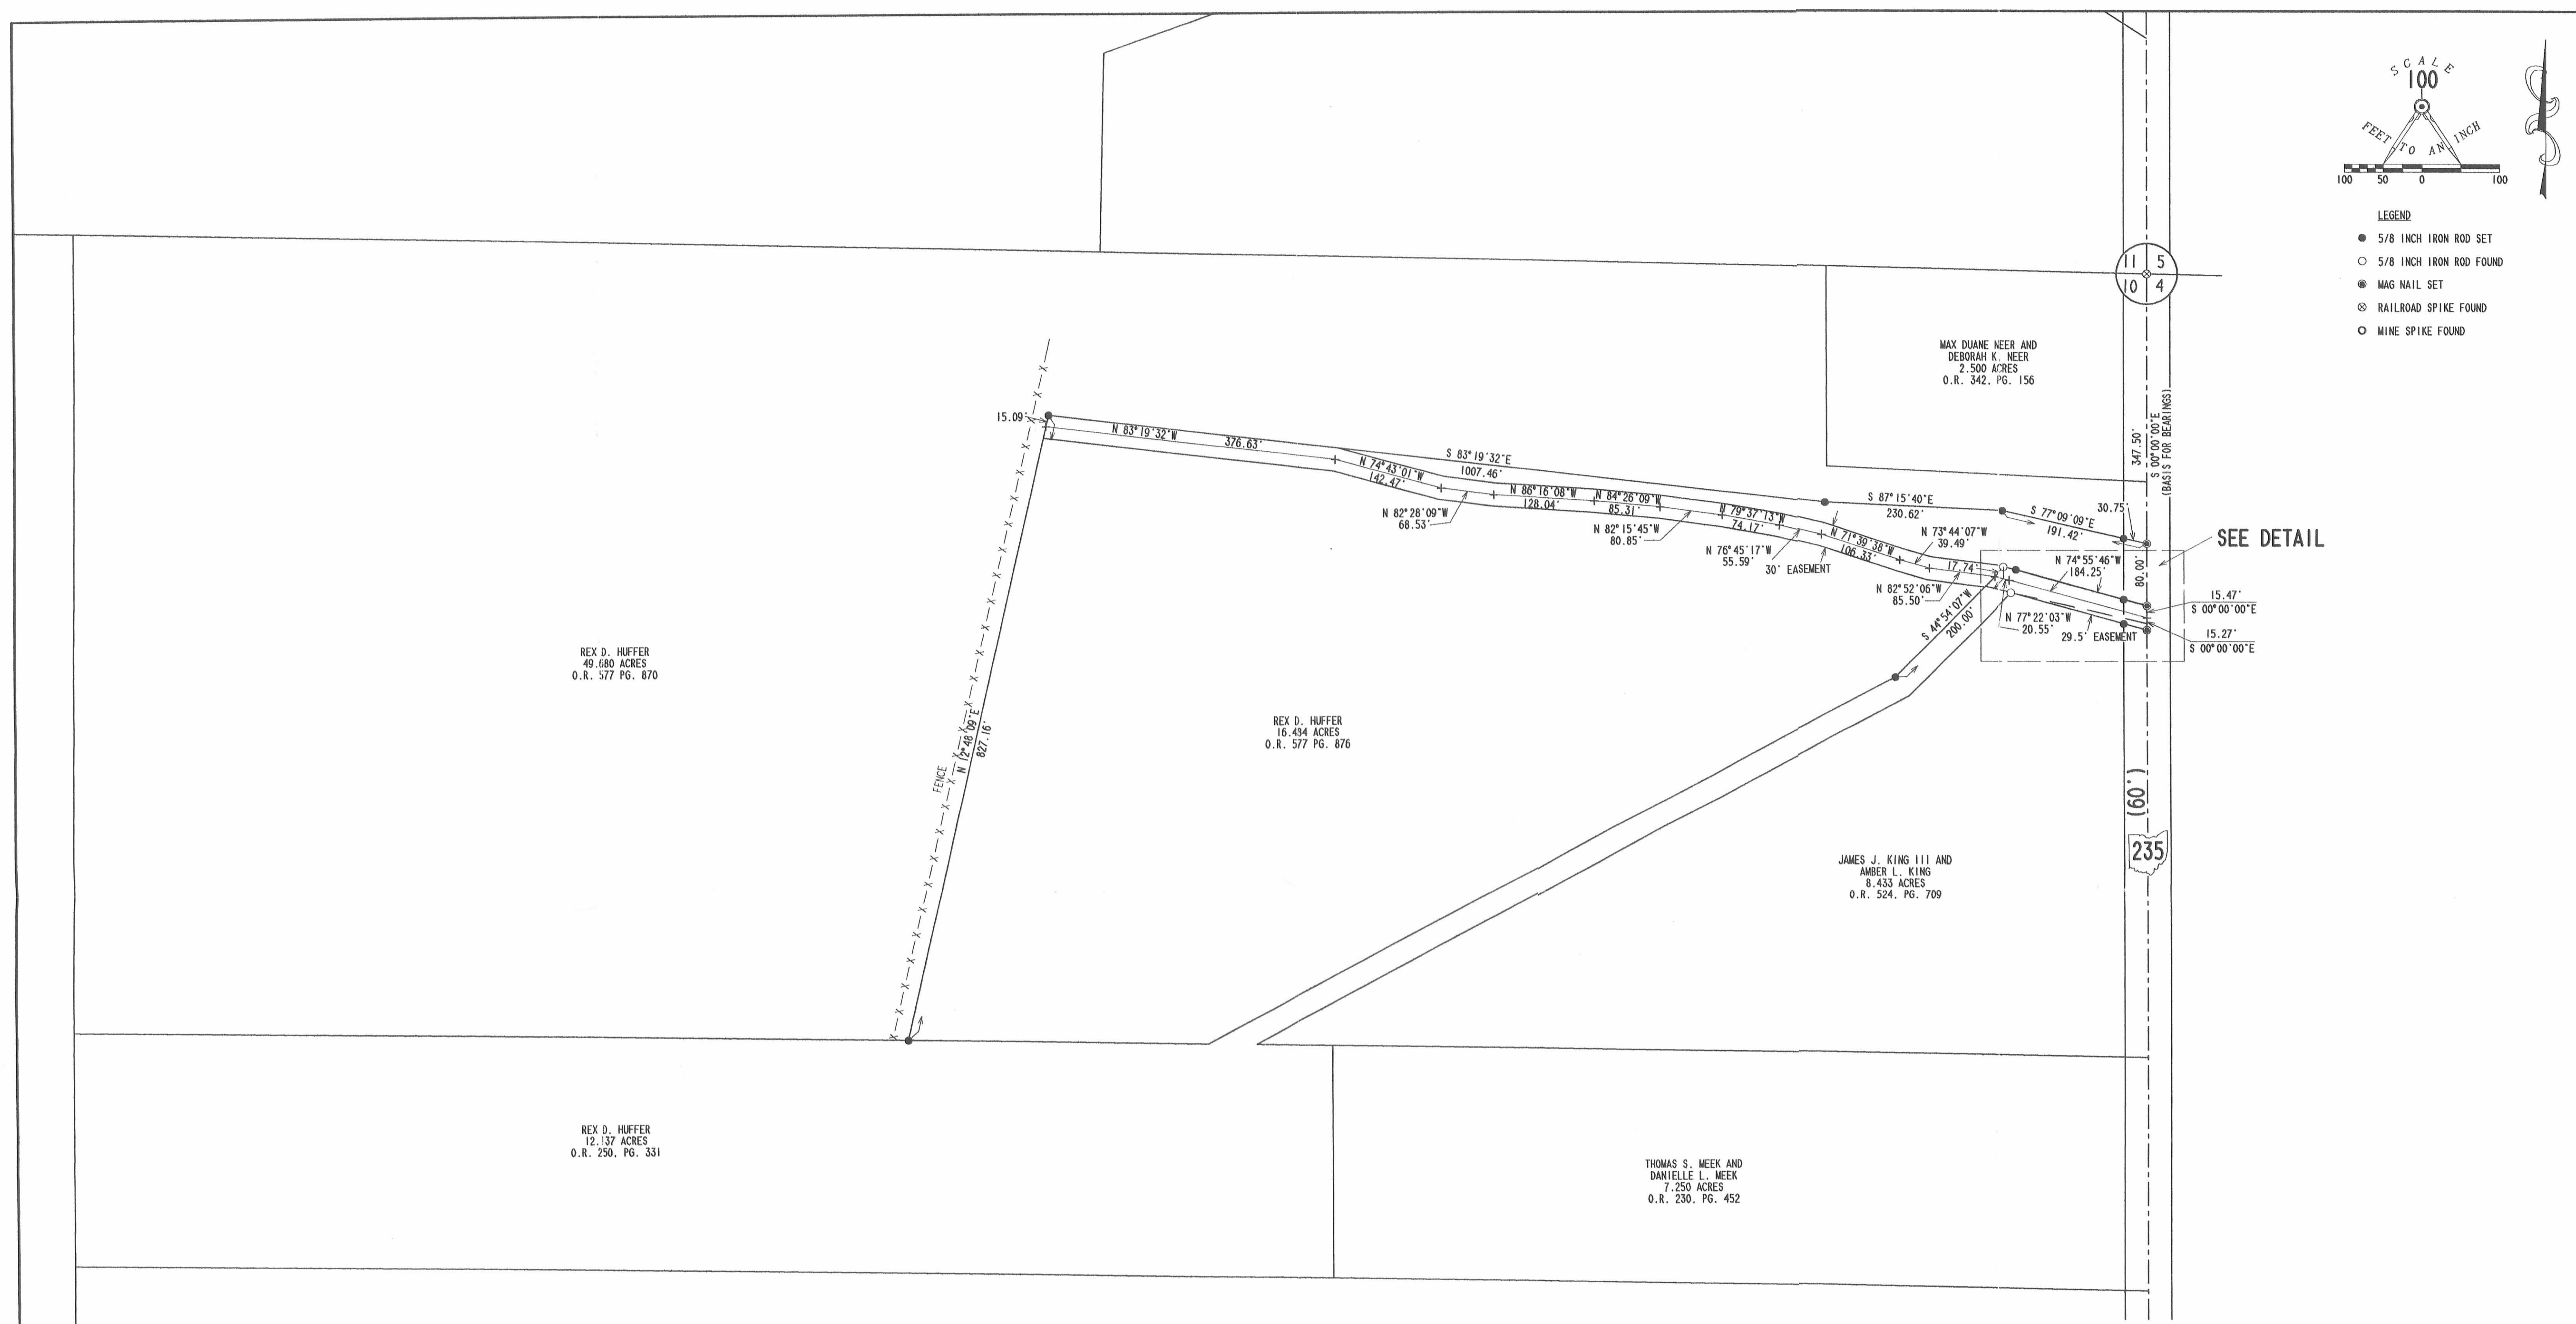 SCALE
100
FEET TO AN INCH
100 50 0 100
LEGEND
5/8 INCH IRON ROD SET
5/8 INCH IRON ROD FOUND
MAG NAIL SET
RAILROAD SPIKE FOUND
MINE SPIKE FOUND
11 5
10 4
MAX DUANE NEER AND
DEBORAH K. NEER
2.500 ACRES
O.R. 342, PG. 156
347.50'
S 00°00'00"E
(BASIS FOR BEARINGS)
15.09'
N 83°19'32"W
376.63'
S 83°19'32"E
1007.46'
N 74°43'01"W
142.47'
N 82°28'09"W
68.53'
N 86°16'08"W
128.04'
N 84°26'09"W
85.31'
N 82°15'45"W
80.85'
N 79°37'13"W
74.17'
N 76°45'17"W
55.59'
30' EASEMENT
N 71°39'38"W
106.33'
N 73°44'07"W
39.49'
S 87°15'40"E
230.62'
S 77°09'09"E
191.42'
30.75'
SEE DETAIL
80.00'
N 74°55'46"W
184.25'
17.74'
N 82°52'06"W
85.50'
N 77°22'03"W
20.55'
29.5' EASEMENT
15.47'
S 00°00'00"E
15.27'
S 00°00'00"E
S 44°54'07"W
200.00'
REX D. HUFFER
49.680 ACRES
O.R. 577 PG. 870
FENCE
N 12°48'09"E
827.16'
REX D. HUFFER
16.484 ACRES
O.R. 577 PG. 876
(60')
235
JAMES J. KING III AND
AMBER L. KING
8.433 ACRES
O.R. 524, PG. 709
REX D. HUFFER
12.137 ACRES
O.R. 250, PG. 331
THOMAS S. MEEK AND
DANIELLE L. MEEK
7.250 ACRES
O.R. 230, PG. 452